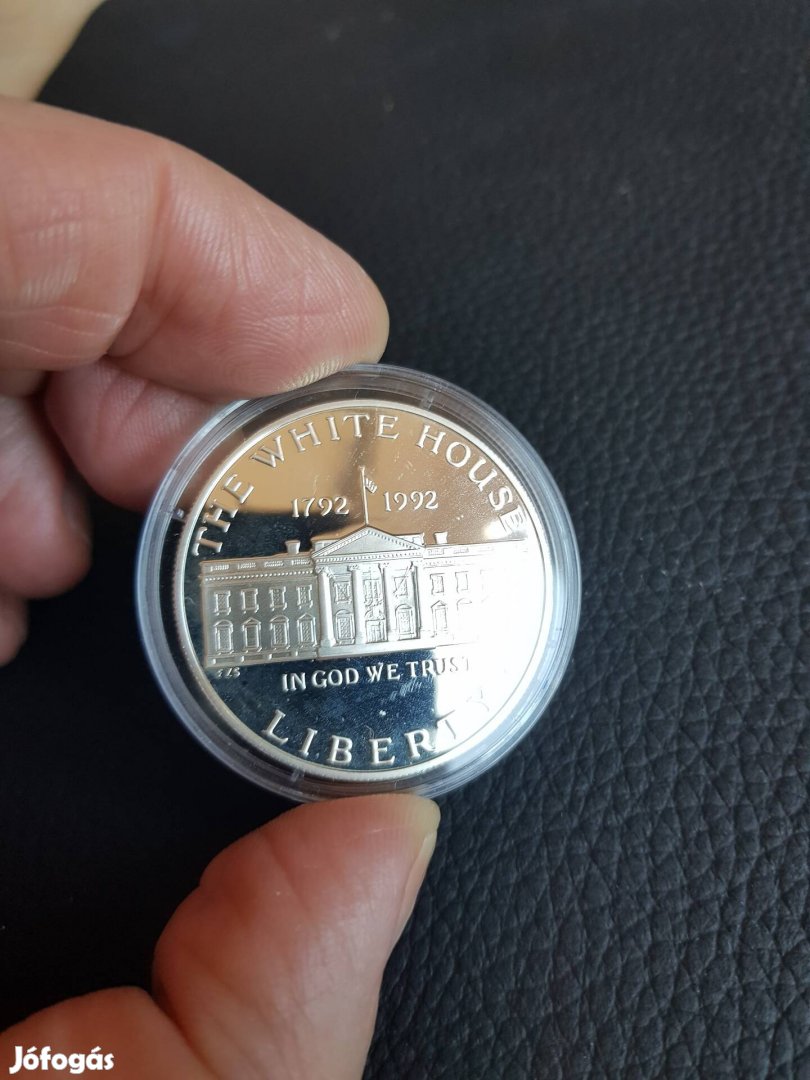 THE WHITE HOUSE
1792 1992
IN GOD WE TRUST
LIBERTY
Jófogás